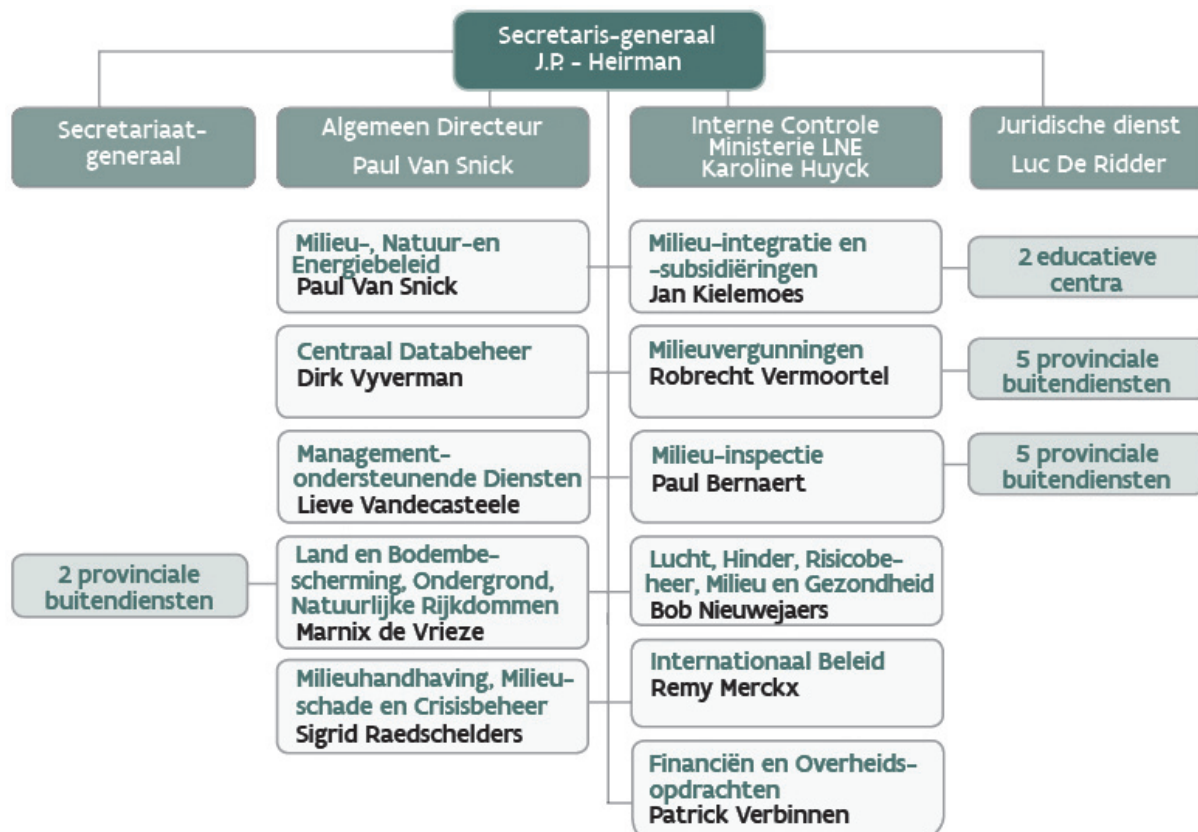 Secretaris-generaal
J.P. - Heirman
Secretariaat-
generaal
Algemeen Directeur
Paul Van Snick
Interne Controle
Ministerie LNE
Karoline Huyck
Juridische dienst
Luc De Ridder
Milieu-, Natuur-en
Energiebeleid
Paul Van Snick
Milieu-integratie en
-subsidiëringen
Jan Kielemoes
2 educatieve
centra
Centraal Databeheer
Dirk Vyverman
Milieuvergunningen
Robrecht Vermoortel
5 provinciale
buitendiensten
Management-
ondersteunende Diensten
Lieve Vandecasteele
Milieu-inspectie
Paul Bernaert
5 provinciale
buitendiensten
2 provinciale
buitendiensten
Land en Bodembe-
scherming, Ondergrond,
Natuurlijke Rijkdommen
Marnix de Vrieze
Lucht, Hinder, Risicobe-
heer, Milieu en Gezondheid
Bob Nieuwejaers
Milieuhandhaving, Milieu-
schade en Crisisbeheer
Sigrid Raedschelders
Internationaal Beleid
Remy Merckx
Financiën en Overheids-
opdrachten
Patrick Verbinnen